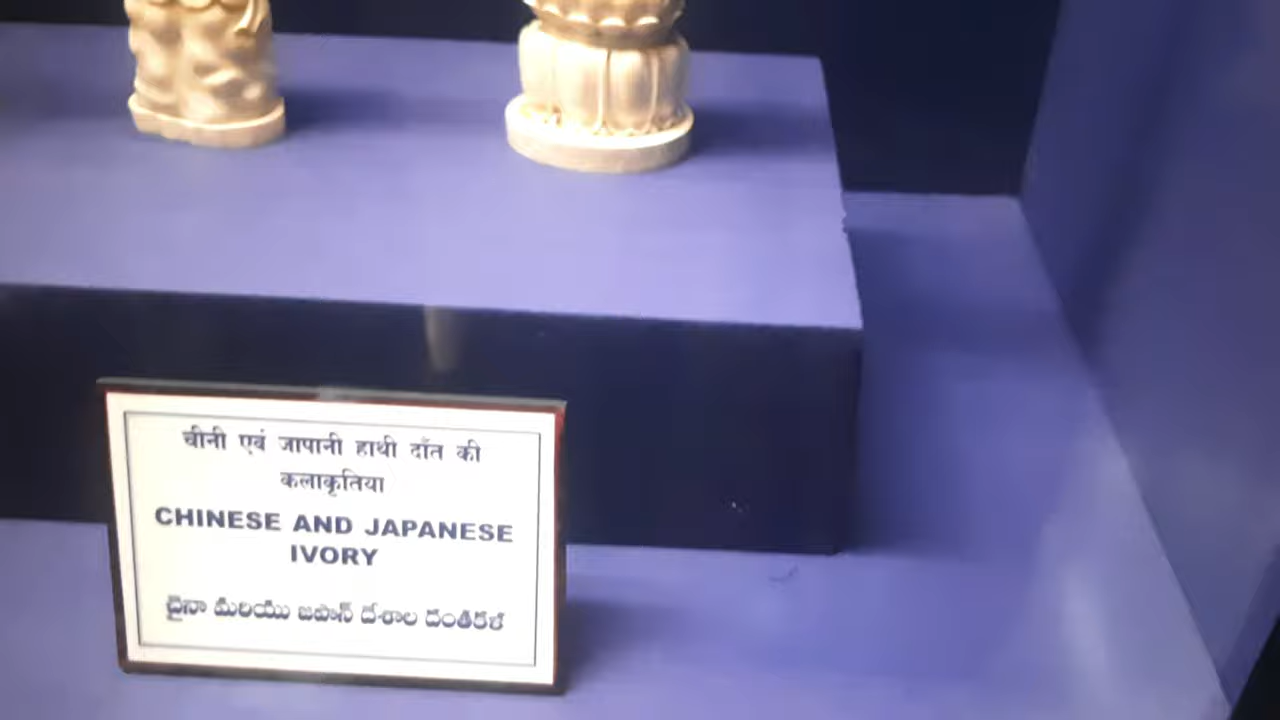 चीनी एवं जापानी हाथी दाँत की
कलाकृतिया
CHINESE AND JAPANESE
IVORY
చైనా మరియు జపాన్ దేశాల దంతకళ